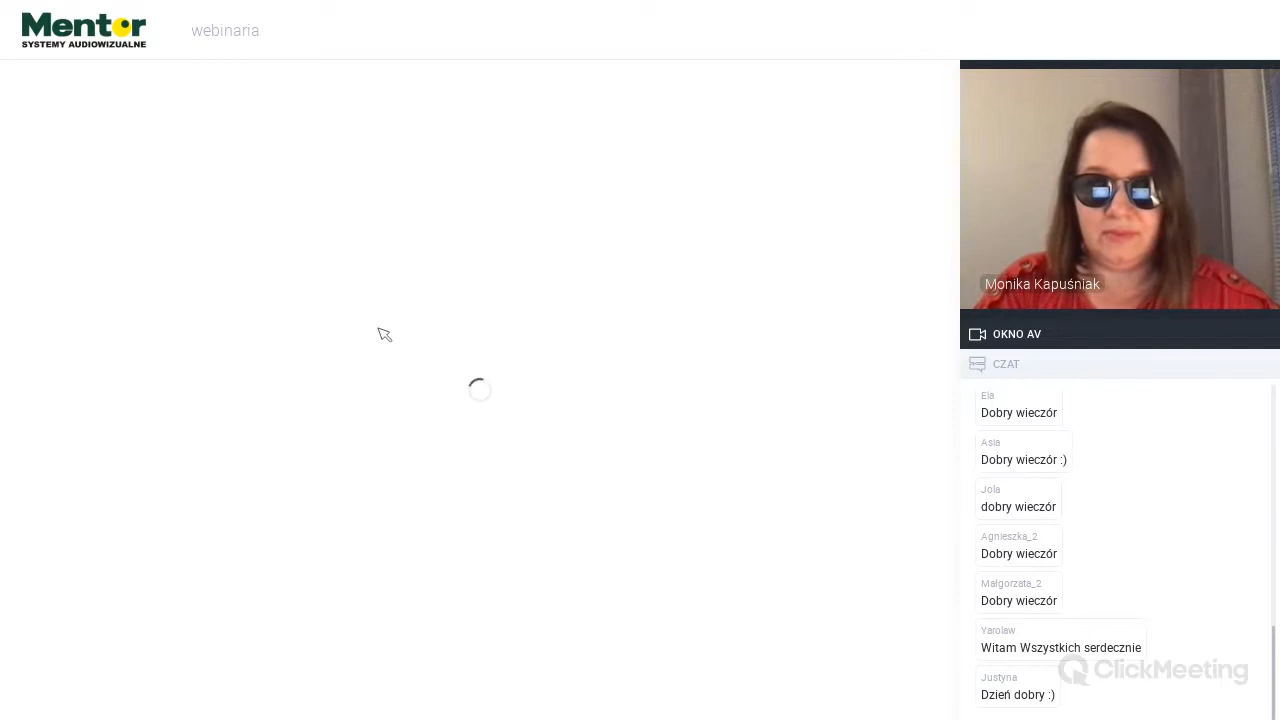 Mentor
SYSTEMY AUDIOWIZUALNE
webinaria
Monika Kapuśniak
OKNO AV
CZAT
Ela
Dobry wieczór
Asia
Dobry wieczór :)
Jola
dobry wieczór
Agnieszka_2
Dobry wieczór
Małgorzata_2
Dobry wieczór
Yarolaw
Witam Wszystkich serdecznie
ClickMeeting
Justyna
Dzień dobry :)